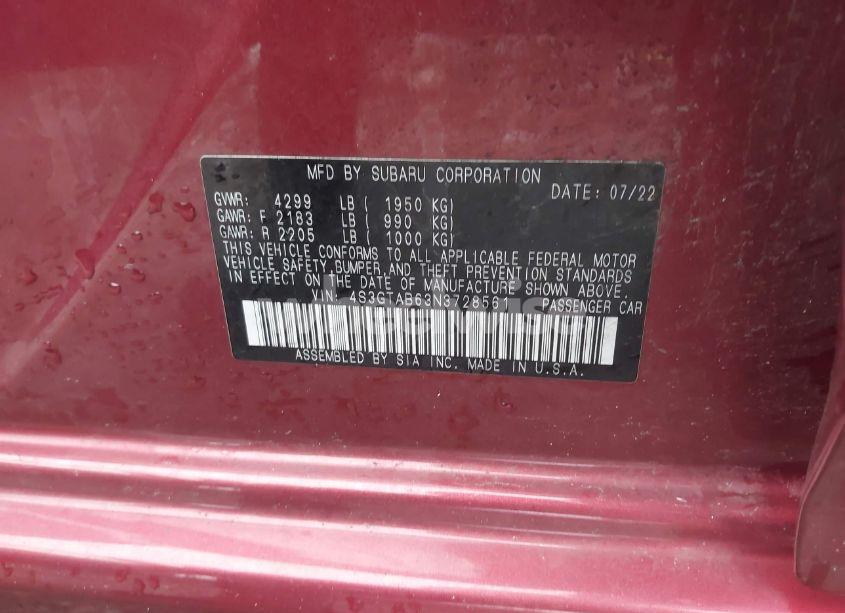 MFD BY SUBARU CORPORATION
DATE: 07/22
GVWR: 4299 LB ( 1950 KG)
GAWR: F 2183 LB ( 990 KG)
GAWR: R 2205 LB ( 1000 KG)
THIS VEHICLE CONFORMS TO ALL APPLICABLE FEDERAL MOTOR
VEHICLE SAFETY, BUMPER, AND THEFT PREVENTION STANDARDS
IN EFFECT ON THE DATE OF MANUFACTURE SHOWN ABOVE.
VIN: 4S3GTAB63N3728561
PASSENGER CAR
ASSEMBLED BY SIA INC. MADE IN U.S.A.